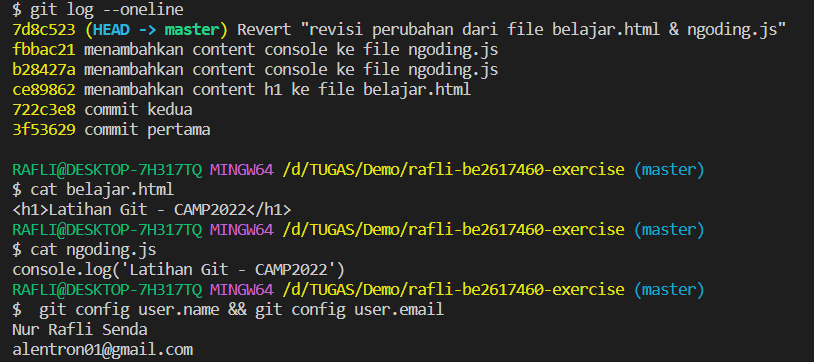 $ git log --oneline
7d8c523 (HEAD -> master) Revert "revisi perubahan dari file belajar.html & ngoding.js"
fbbac21 menambahkan content console ke file ngoding.js
b28427a menambahkan content console ke file ngoding.js
ce89862 menambahkan content h1 ke file belajar.html
722c3e8 commit kedua
3f53629 commit pertama
RAFLI@DESKTOP-7H317TQ MINGW64 /d/TUGAS/Demo/rafli-be2617460-exercise (master)
$ cat belajar.html
<h1>Latihan Git - CAMP2022</h1>
RAFLI@DESKTOP-7H317TQ MINGW64 /d/TUGAS/Demo/rafli-be2617460-exercise (master)
$ cat ngoding.js
console.log('Latihan Git - CAMP2022')
RAFLI@DESKTOP-7H317TQ MINGW64 /d/TUGAS/Demo/rafli-be2617460-exercise (master)
$  git config user.name && git config user.email
Nur Rafli Senda
alentron01@gmail.com